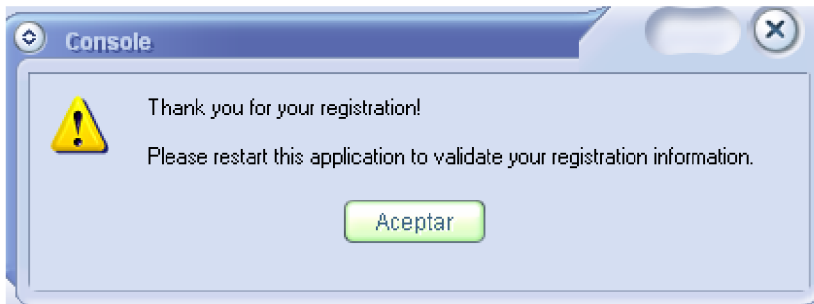 Console
Thank you for your registration!
Please restart this application to validate your registration information.
Aceptar